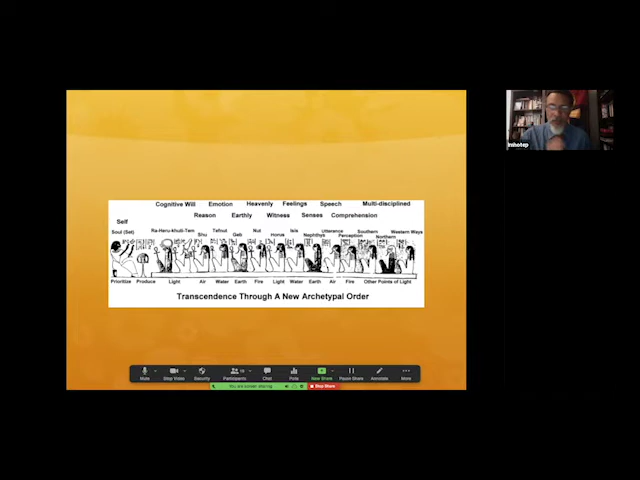 Cognitive Will Emotion Heavenly Feelings Speech Multi-disciplined
Reason Earthly Witness Senses Comprehension
Self
Soul (Set) Ra-Heru-khuti-Tem Shu Tefnut Geb Nut Horus Isis Nephthys Utterance Perception Southern Northern Western Ways
Prioritize Produce Light Air Water Earth Fire Light Water Earth Air Fire Other Points of Light
Transcendence Through A New Archetypal Order
Imhotep
Mute Stop Video Security Participants Chat Polls New Share Pause Share Annotate More
You are screen sharing Stop Share